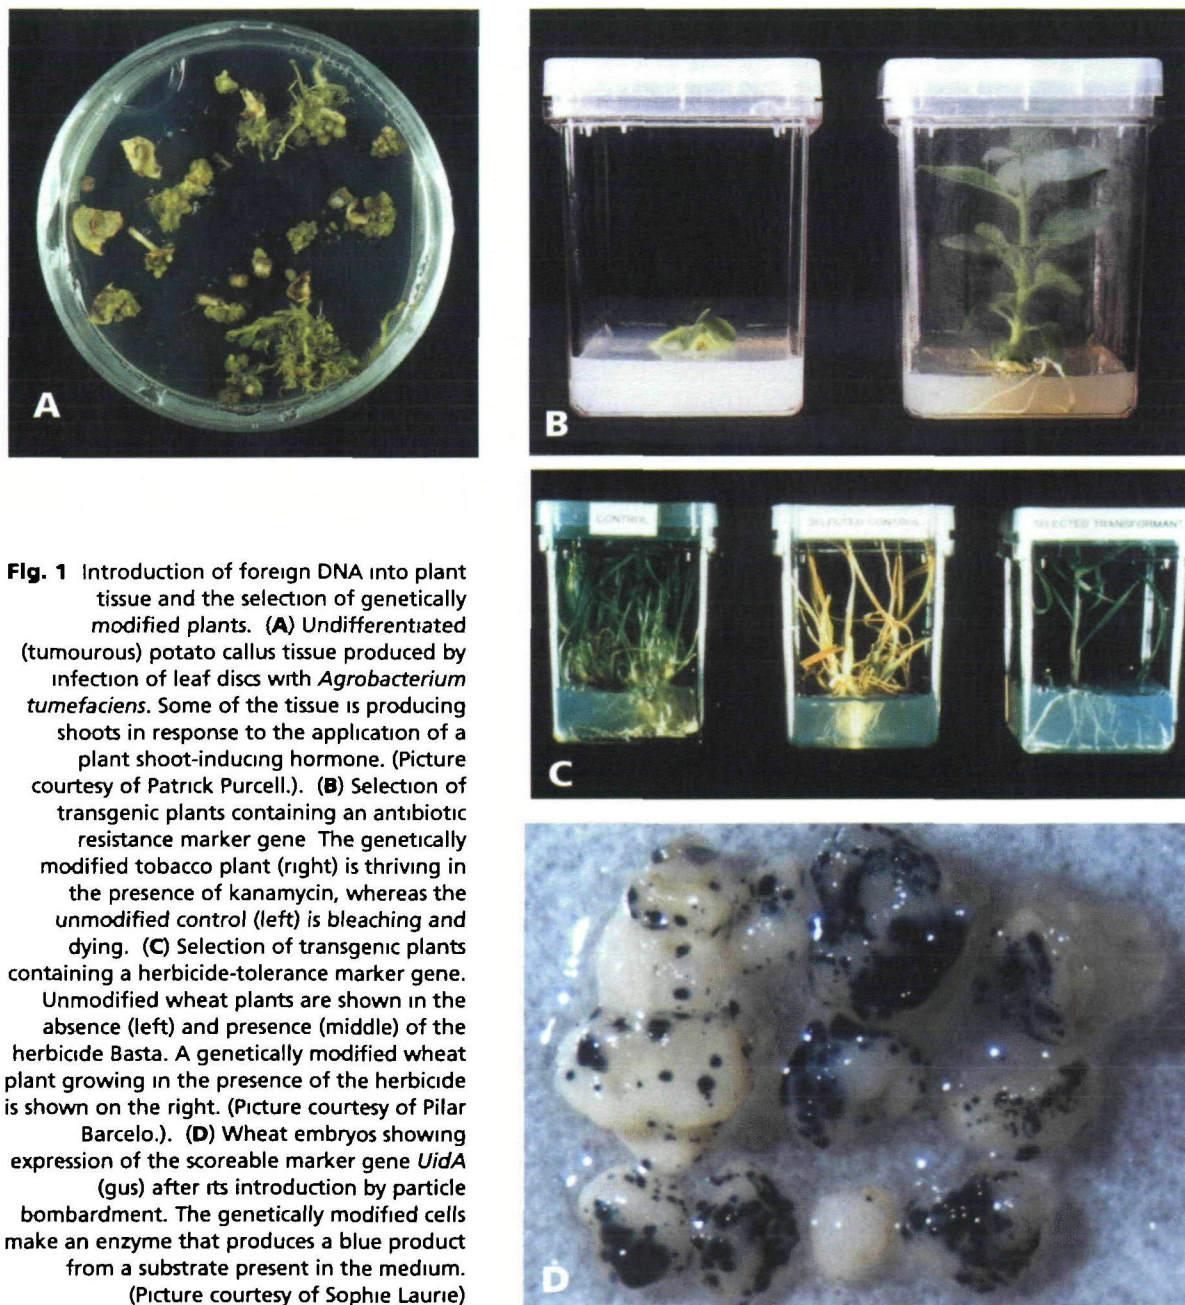 A
B
CONTROL
SELECTED CONTROL
SELECTED TRANSFORMANT
C
D
Fig. 1 Introduction of foreign DNA into plant
tissue and the selection of genetically
modified plants. (A) Undifferentiated
(tumourous) potato callus tissue produced by
infection of leaf discs with Agrobacterium
tumefaciens. Some of the tissue is producing
shoots in response to the application of a
plant shoot-inducing hormone. (Picture
courtesy of Patrick Purcell.). (B) Selection of
transgenic plants containing an antibiotic
resistance marker gene The genetically
modified tobacco plant (right) is thriving in
the presence of kanamycin, whereas the
unmodified control (left) is bleaching and
dying. (C) Selection of transgenic plants
containing a herbicide-tolerance marker gene.
Unmodified wheat plants are shown in the
absence (left) and presence (middle) of the
herbicide Basta. A genetically modified wheat
plant growing in the presence of the herbicide
is shown on the right. (Picture courtesy of Pilar
Barcelo.). (D) Wheat embryos showing
expression of the scoreable marker gene UidA
(gus) after its introduction by particle
bombardment. The genetically modified cells
make an enzyme that produces a blue product
from a substrate present in the medium.
(Picture courtesy of Sophie Laurie)